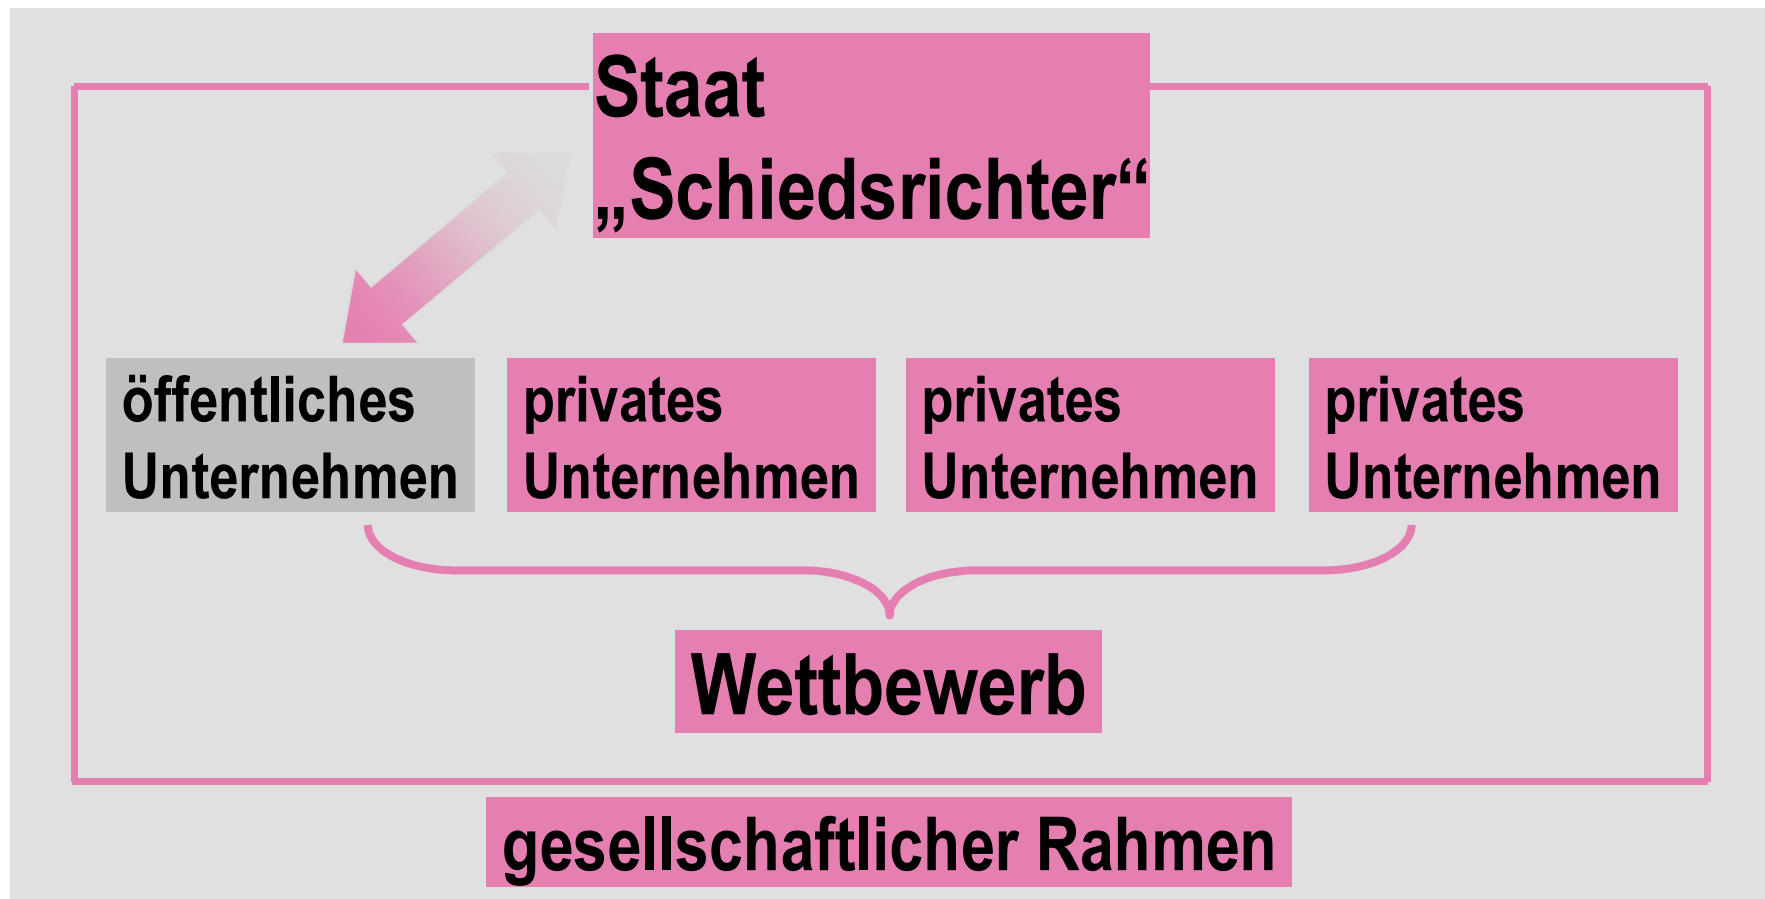 Staat
„Schiedsrichter“
öffentliches
Unternehmen
privates
Unternehmen
privates
Unternehmen
privates
Unternehmen
Wettbewerb
gesellschaftlicher Rahmen